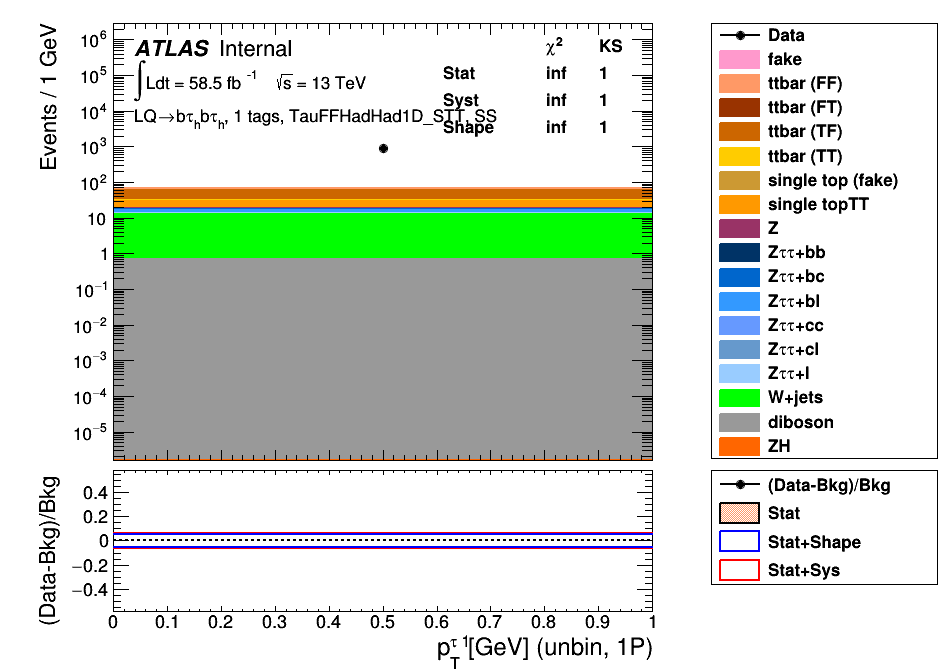 Events / 1 GeV
10⁶
10⁵
10⁴
10³
10²
10
1
10⁻¹
10⁻²
10⁻³
10⁻⁴
10⁻⁵
ATLAS Internal
∫Ldt = 58.5 fb⁻¹ √s = 13 TeV
LQ→bτ_h bτ_h, 1 tags, TauFFHadHad1D_STT, SS
χ² KS
Stat inf 1
Syst inf 1
Shape inf 1
Data
fake
ttbar (FF)
ttbar (FT)
ttbar (TF)
ttbar (TT)
single top (fake)
single topTT
Z
Zττ+bb
Zττ+bc
Zττ+bl
Zττ+cc
Zττ+cl
Zττ+l
W+jets
diboson
ZH
(Data-Bkg)/Bkg
0.4
0.2
0
−0.2
−0.4
0 0.1 0.2 0.3 0.4 0.5 0.6 0.7 0.8 0.9 1
p_T^τ1[GeV] (unbin, 1P)
(Data-Bkg)/Bkg
Stat
Stat+Shape
Stat+Sys